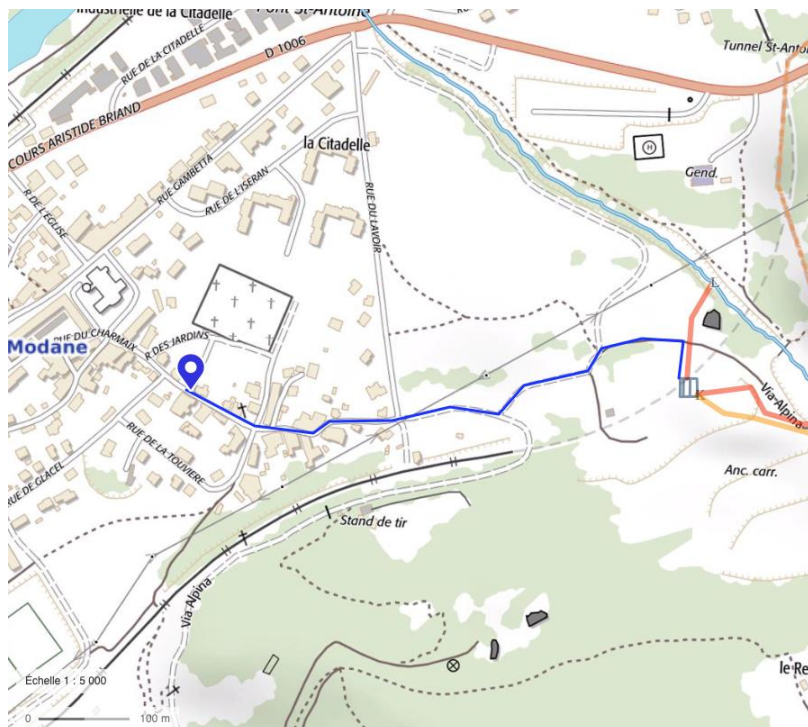 Industrielle de la Citadelle
Pont St-Antoine
RUE DE LA CITADELLE
D 1006
Tunnel St-Anto
COURS ARISTIDE BRIAND
la Citadelle
RUE GAMBETTA
H
Gend.
R DE L'EGLISE
RUE DE L'ISERAN
RUE DU LAVOIR
L
RUE DU CHARMAIX
R DES JARDINS
Modane
K
Via Alpina
RUE DE LA TOUVIERE
RUE DE GLACEL
Anc. carr.
Stand de tir
Via Alpina
le Re
Échelle 1 : 5 000
0 100 m